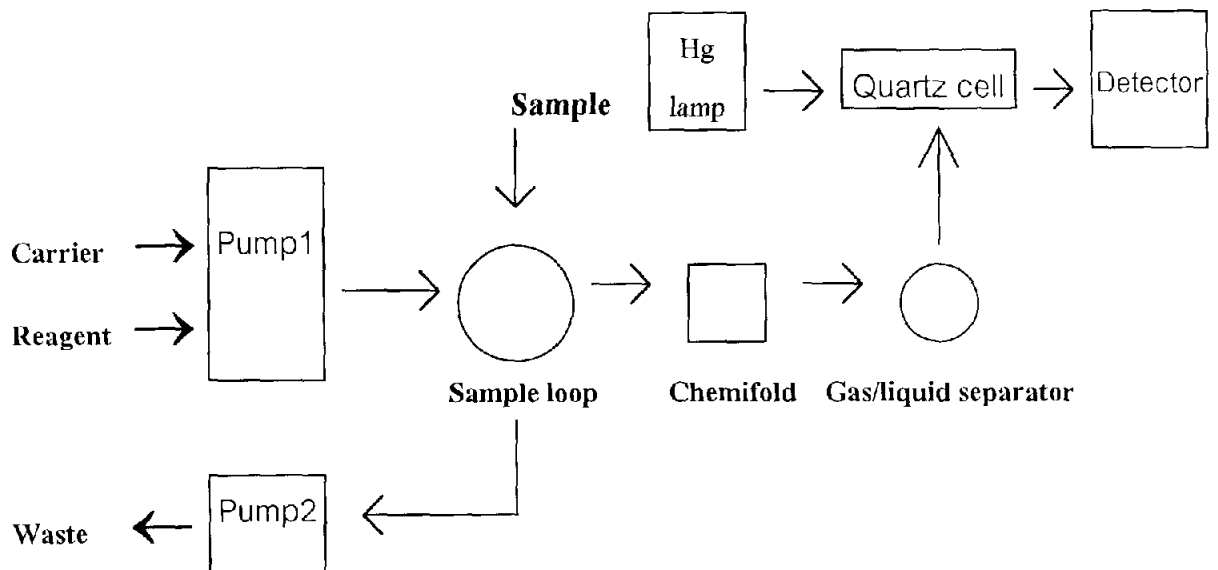 Hg
lamp
Quartz cell
Detector
Sample
Carrier
Pump1
Reagent
Sample loop
Chemifold
Gas/liquid separator
Pump2
Waste